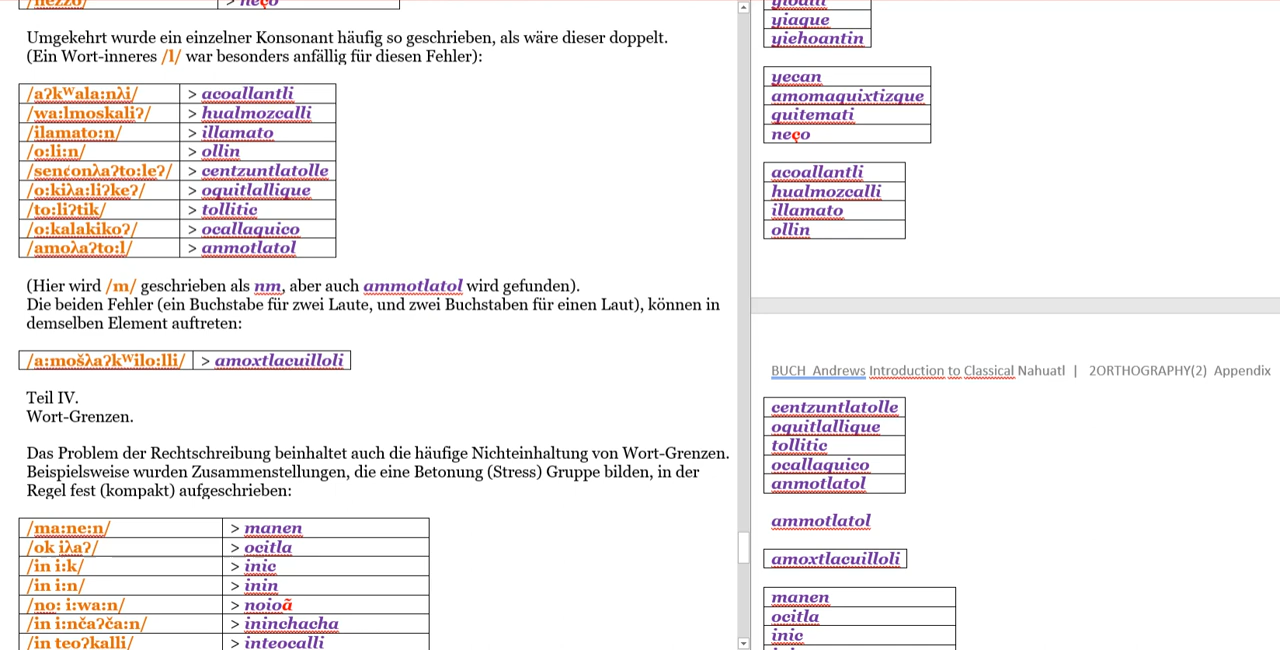 /nezzo/ > neço
Umgekehrt wurde ein einzelner Konsonant häufig so geschrieben, als wäre dieser doppelt.
(Ein Wort-inneres /l/ war besonders anfällig für diesen Fehler):
/aʔkʷala:nλi/ > acoallantli
/wa:lmoskaliʔ/ > hualmozcalli
/ilamato:n/ > illamato
/o:li:n/ > ollin
/sen¢onλaʔto:leʔ/ > centzuntlatolle
/o:kiλa:liʔkeʔ/ > oquitlallique
/to:liʔtik/ > tollitic
/o:kalakikoʔ/ > ocallaquico
/amoλaʔto:l/ > anmotlatol
(Hier wird /m/ geschrieben als nm, aber auch ammotlatol wird gefunden).
Die beiden Fehler (ein Buchstabe für zwei Laute, und zwei Buchstaben für einen Laut), können in
demselben Element auftreten:
/a:mošλaʔkʷilo:lli/ > amoxtlacuilloli
Teil IV.
Wort-Grenzen.
Das Problem der Rechtschreibung beinhaltet auch die häufige Nichteinhaltung von Wort-Grenzen.
Beispielsweise wurden Zusammenstellungen, die eine Betonung (Stress) Gruppe bilden, in der
Regel fest (kompakt) aufgeschrieben:
/ma:ne:n/ > manen
/ok iλaʔ/ > ocitla
/in i:k/ > inic
/in i:n/ > inin
/no: i:wa:n/ > noioã
/in i:nčaʔča:n/ > ininchacha
/in teoʔkalli/ > inteocalli
yiaque
yiehoantin
yecan
amomaquixtizque
quitemati
neço
acoallantli
hualmozcalli
illamato
ollin
BUCH Andrews Introduction to Classical Nahuatl | 2ORTHOGRAPHY(2) Appendix
centzuntlatolle
oquitlallique
tollitic
ocallaquico
anmotlatol
ammotlatol
amoxtlacuilloli
manen
ocitla
inic